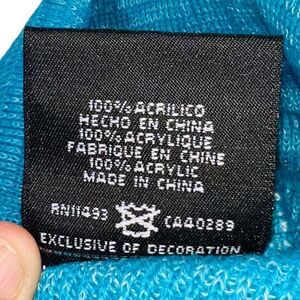 100% ACRILICO
HECHO EN CHINA
100% ACRYLIQUE
FABRIQUE EN CHINE
100% ACRYLIC
MADE IN CHINA
RN11493 CA40289
EXCLUSIVE OF DECORATION